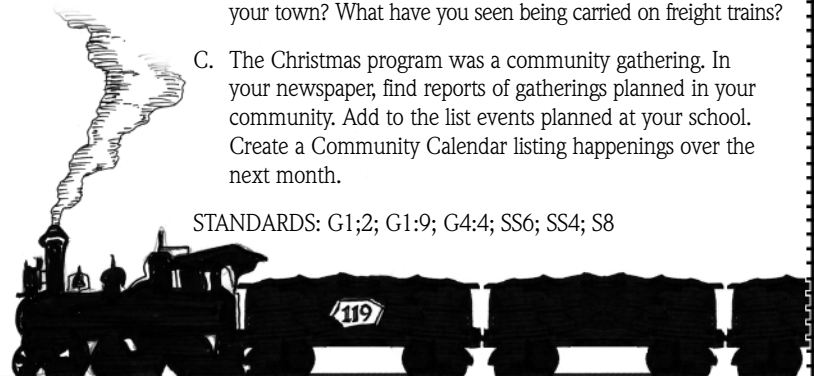 your town? What have you seen being carried on freight trains?
C. The Christmas program was a community gathering. In
your newspaper, find reports of gatherings planned in your
community. Add to the list events planned at your school.
Create a Community Calendar listing happenings over the
next month.
STANDARDS: G1;2; G1:9; G4:4; SS6; SS4; S8
119